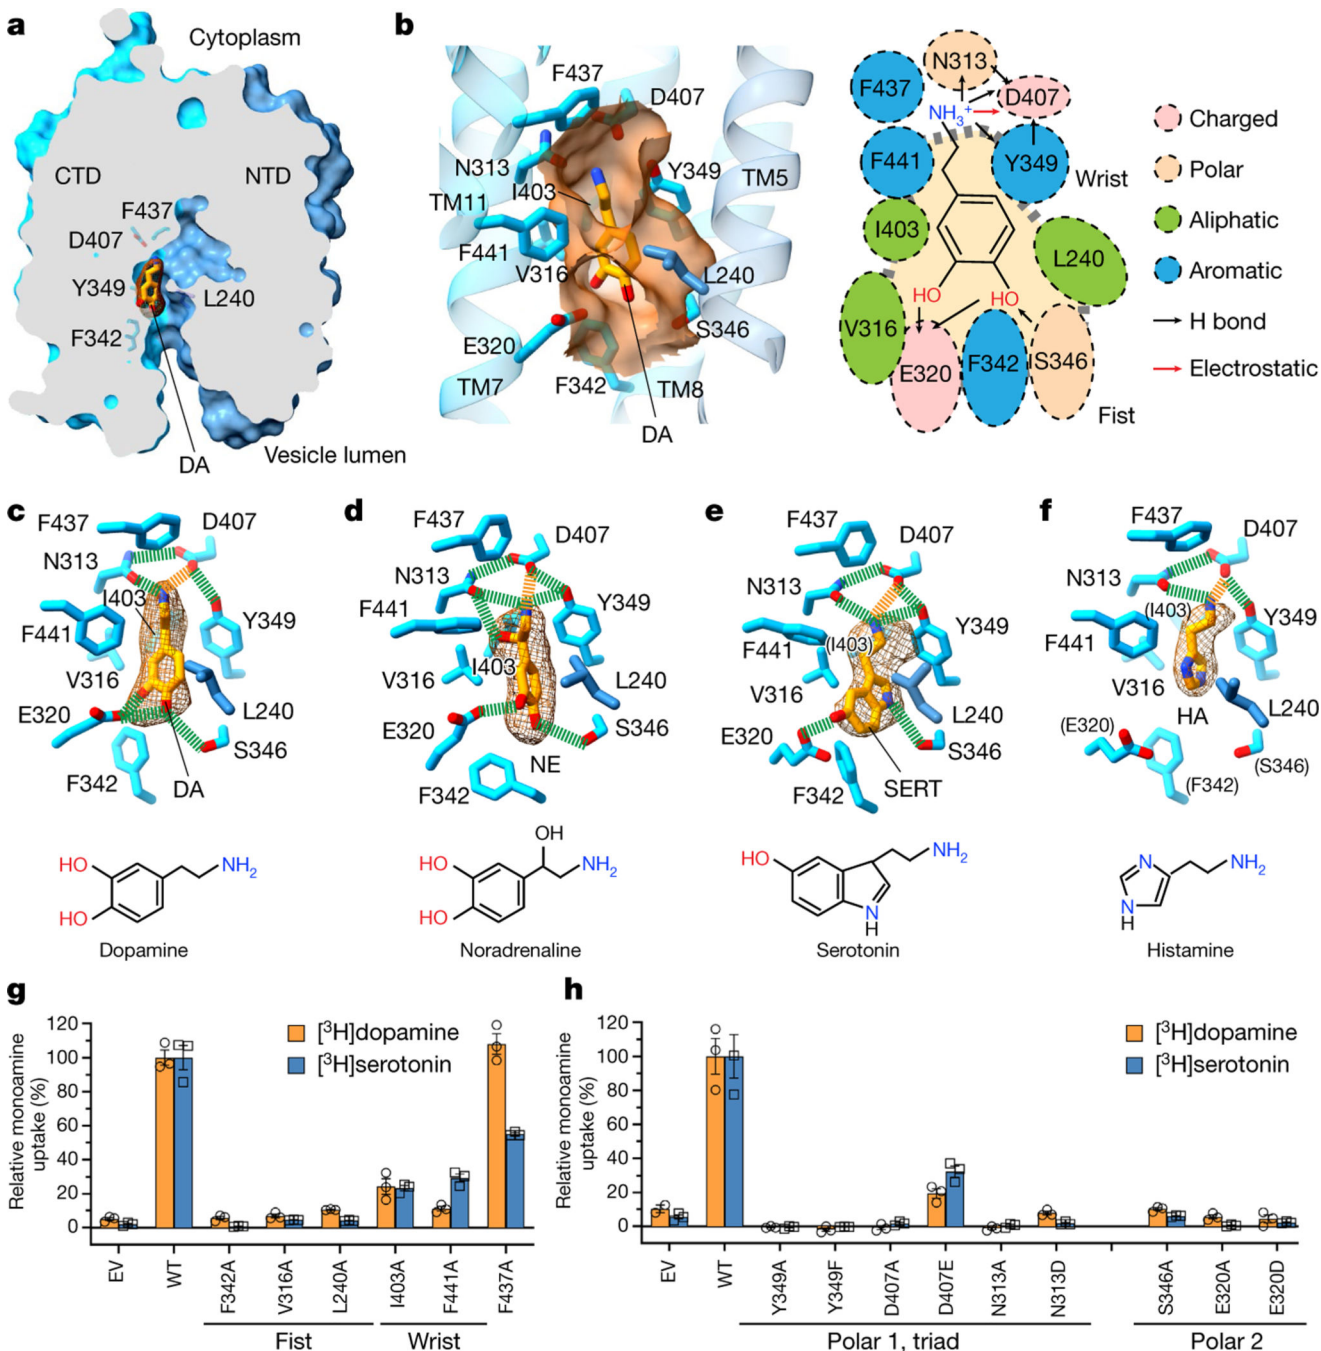 a
Cytoplasm
CTD
NTD
F437
D407
Y349
L240
F342
DA
Vesicle lumen
b
F437
D407
N313
I403
Y349
TM11
TM5
F441
V316
L240
E320
S346
TM7
F342
TM8
DA
N313
F437
D407
NH3+
F441
Y349
Wrist
I403
L240
HO
HO
V316
E320
F342
S346
Fist
Charged
Polar
Aliphatic
Aromatic
H bond
Electrostatic
c
F437
D407
N313
I403
F441
Y349
V316
E320
L240
S346
F342
DA
HO
HO
NH2
Dopamine
d
F437
D407
N313
F441
Y349
I403
V316
L240
E320
S346
NE
F342
OH
HO
HO
NH2
Noradrenaline
e
F437
D407
N313
Y349
F441
(I403)
V316
L240
E320
S346
F342
SERT
HO
NH2
N
H
Serotonin
f
F437
D407
N313
(I403)
Y349
F441
V316
HA
L240
(E320)
(S346)
(F342)
N
NH2
N
H
Histamine
g
Relative monoamine
uptake (%)
120
100
80
60
40
20
0
[3H]dopamine
[3H]serotonin
EV
WT
F342A
V316A
L240A
I403A
F441A
F437A
Fist
Wrist
h
Relative monoamine
uptake (%)
120
100
80
60
40
20
0
[3H]dopamine
[3H]serotonin
EV
WT
Y349A
Y349F
D407A
D407E
N313A
N313D
S346A
E320A
E320D
Polar 1, triad
Polar 2